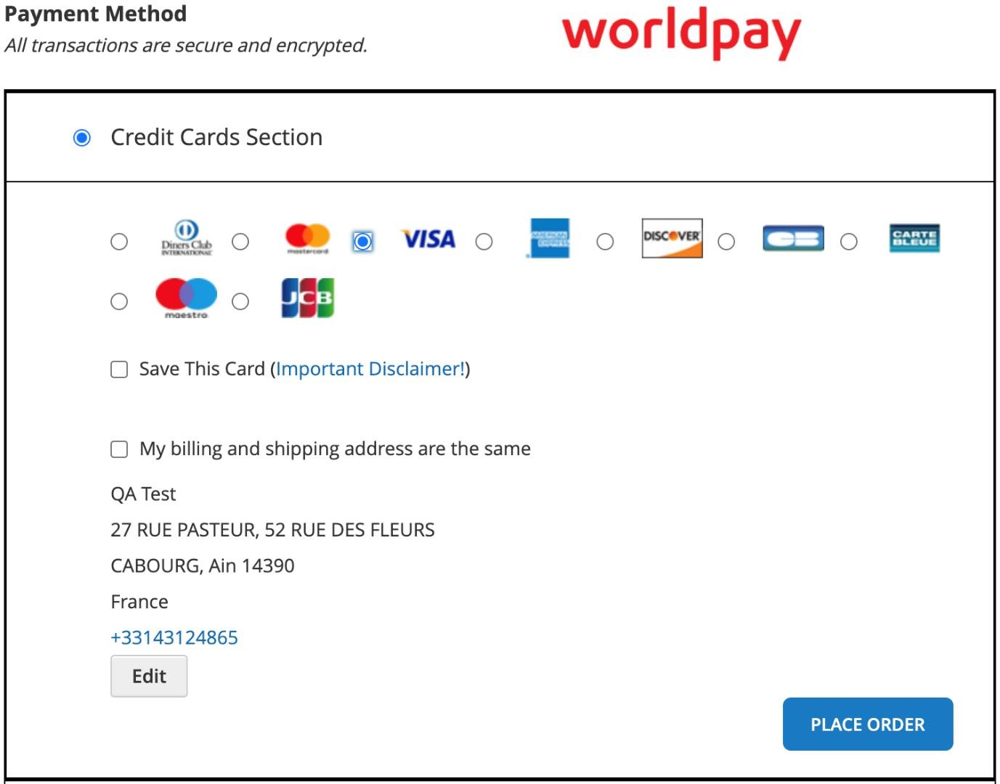 Payment Method
worldpay
All transactions are secure and encrypted.
Credit Cards Section
Diners Club
INTERNATIONAL
mastercard
VISA
AMERICAN
EXPRESS
DISCOVER
CB
CARTE
BLEUE
maestro
JCB
Save This Card (Important Disclaimer!)
My billing and shipping address are the same
QA Test
27 RUE PASTEUR, 52 RUE DES FLEURS
CABOURG, Ain 14390
France
+33143124865
Edit
PLACE ORDER